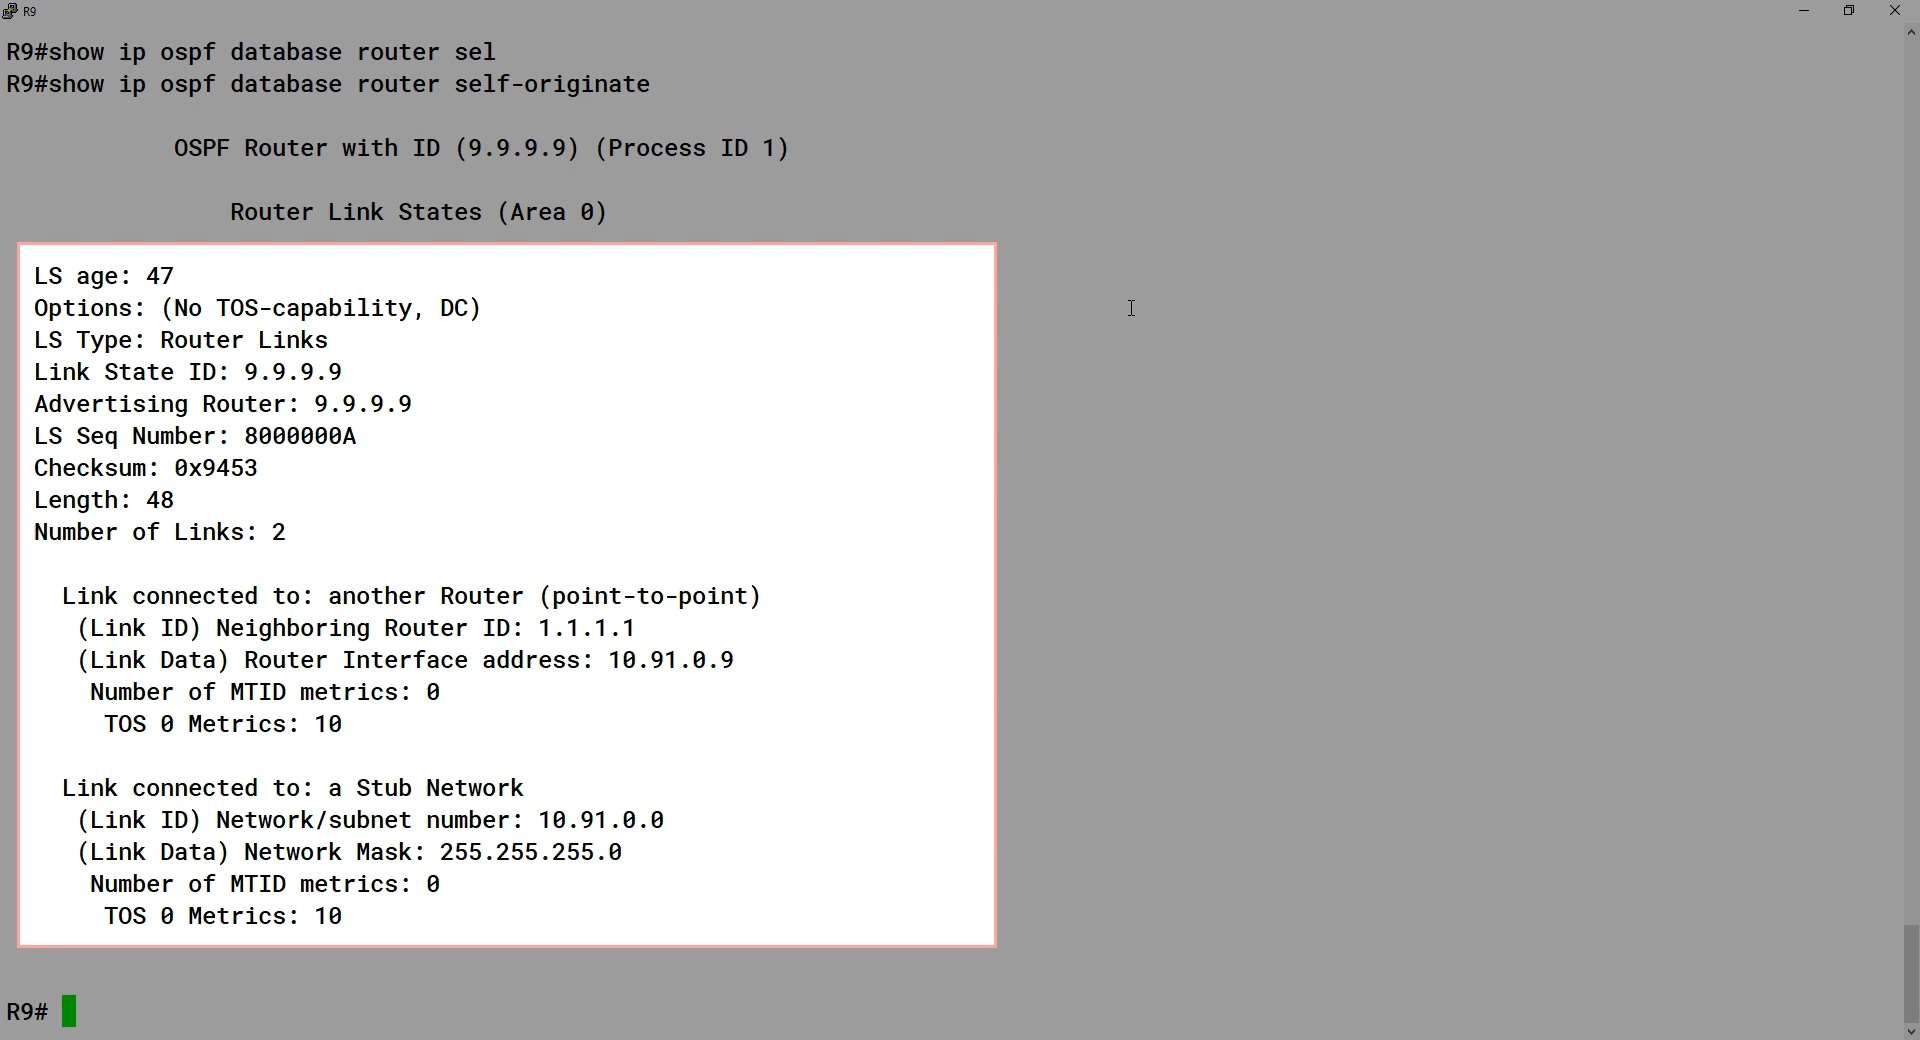 R9
R9#show ip ospf database router sel
R9#show ip ospf database router self-originate
OSPF Router with ID (9.9.9.9) (Process ID 1)
Router Link States (Area 0)
LS age: 47
Options: (No TOS-capability, DC)
LS Type: Router Links
Link State ID: 9.9.9.9
Advertising Router: 9.9.9.9
LS Seq Number: 8000000A
Checksum: 0x9453
Length: 48
Number of Links: 2
Link connected to: another Router (point-to-point)
(Link ID) Neighboring Router ID: 1.1.1.1
(Link Data) Router Interface address: 10.91.0.9
Number of MTID metrics: 0
TOS 0 Metrics: 10
Link connected to: a Stub Network
(Link ID) Network/subnet number: 10.91.0.0
(Link Data) Network Mask: 255.255.255.0
Number of MTID metrics: 0
TOS 0 Metrics: 10
R9#